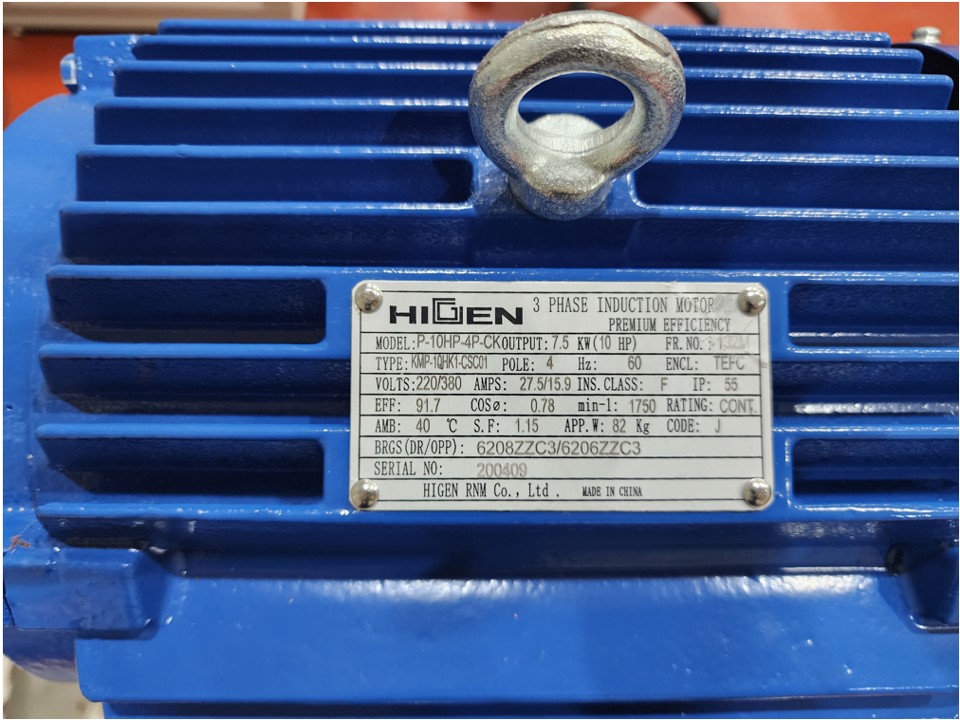 HIGEN 3 PHASE INDUCTION MOTOR
PREMIUM EFFICIENCY
MODEL: P-10HP-4P-CK OUTPUT: 7.5 KW(10 HP) FR.NO.: 132M
TYPE: KMP-10HK1-CSC01 POLE: 4 Hz: 60 ENCL: TEFC
VOLTS: 220/380 AMPS: 27.5/15.9 INS.CLASS: F IP: 55
EFF: 91.7 COSø: 0.78 min-1: 1750 RATING: CONT.
AMB: 40 ℃ S.F: 1.15 APP.W: 82 Kg CODE: J
BRGS(DR/OPP): 6208ZZC3/6206ZZC3
SERIAL NO: 200409
HIGEN RNM Co., Ltd. MADE IN CHINA